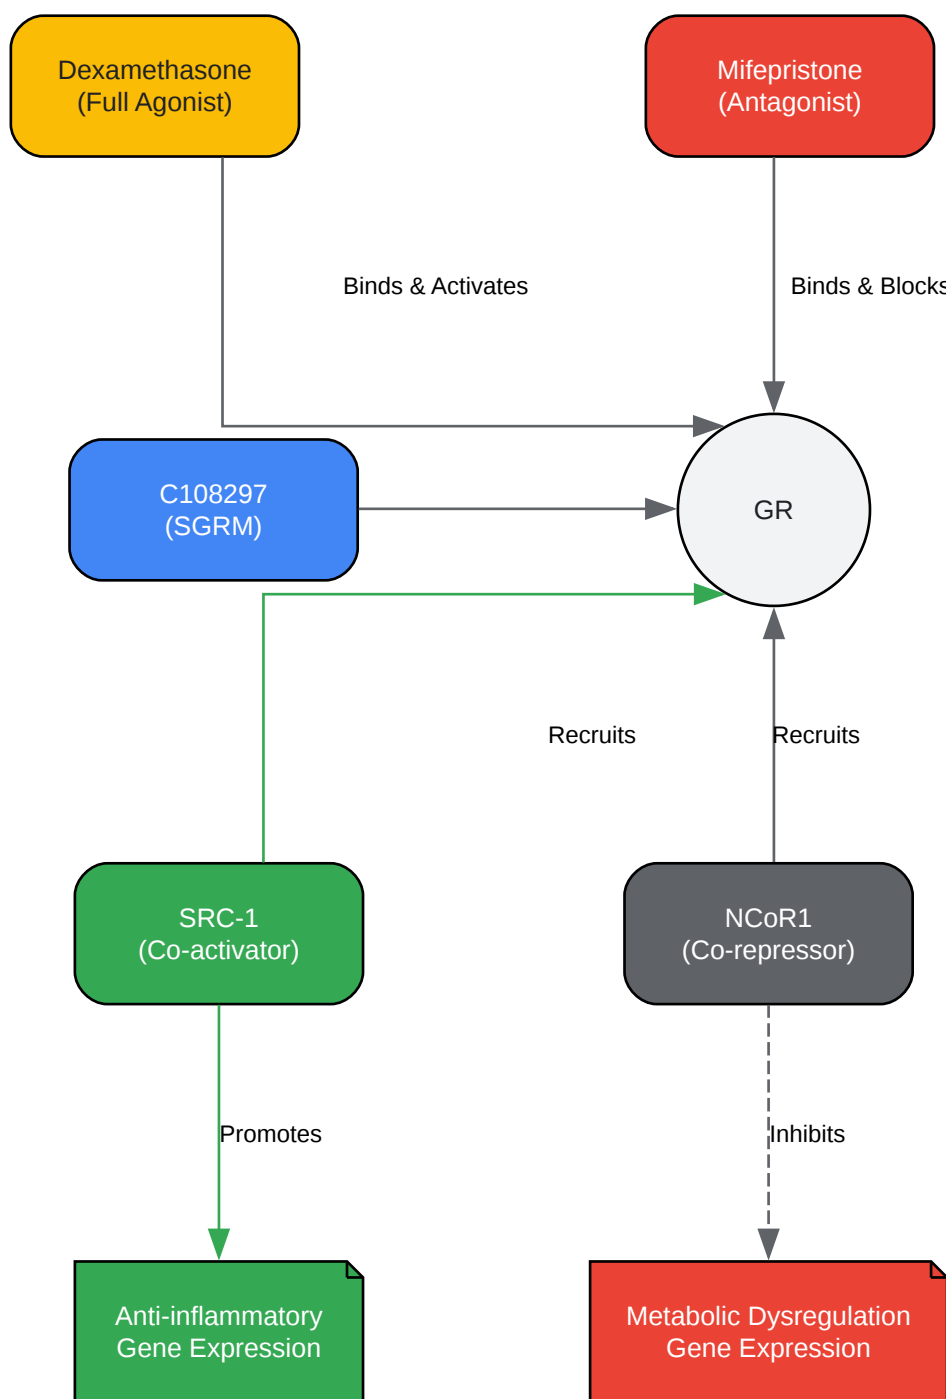 Dexamethasone
(Full Agonist)
Mifepristone
(Antagonist)
Binds & Activates
Binds & Blocks
C108297
(SGRM)
GR
Recruits
Recruits
SRC-1
(Co-activator)
NCoR1
(Co-repressor)
Promotes
Inhibits
Anti-inflammatory
Gene Expression
Metabolic Dysregulation
Gene Expression